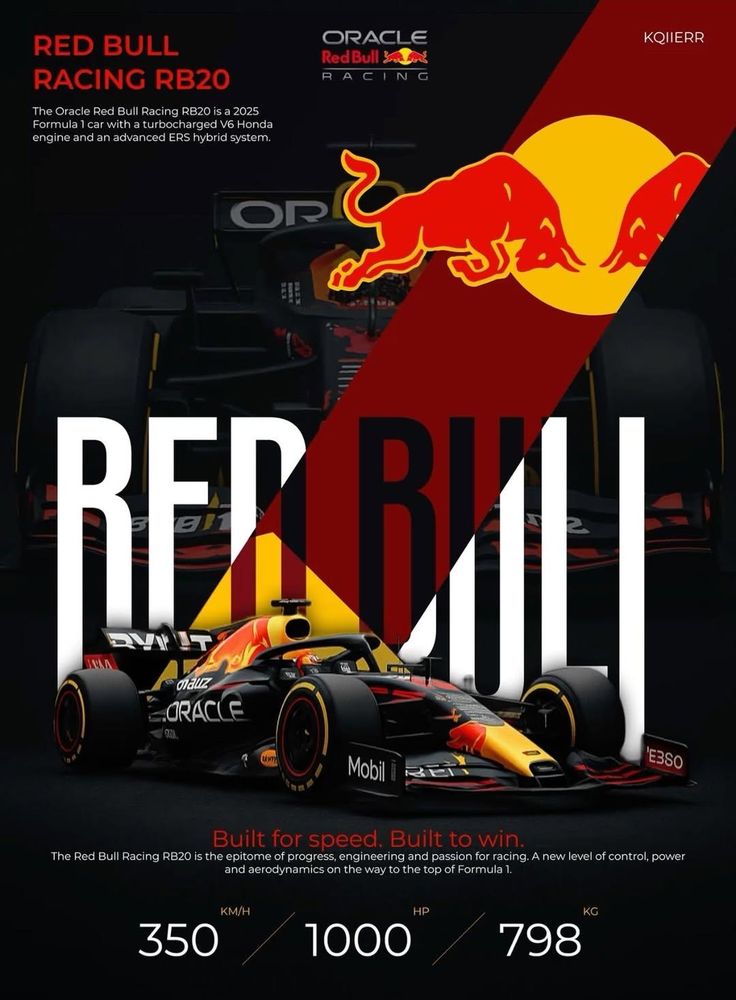 RED BULL
RACING RB20
The Oracle Red Bull Racing RB20 is a 2025
Formula 1 car with a turbocharged V6 Honda
engine and an advanced ERS hybrid system.
ORACLE
Red Bull
RACING
KQIIERR
RED BULL
ORACLE
Mobil
Built for speed. Built to win.
The Red Bull Racing RB20 is the epitome of progress, engineering and passion for racing. A new level of control, power
and aerodynamics on the way to the top of Formula 1.
KM/H HP KG
350 1000 798